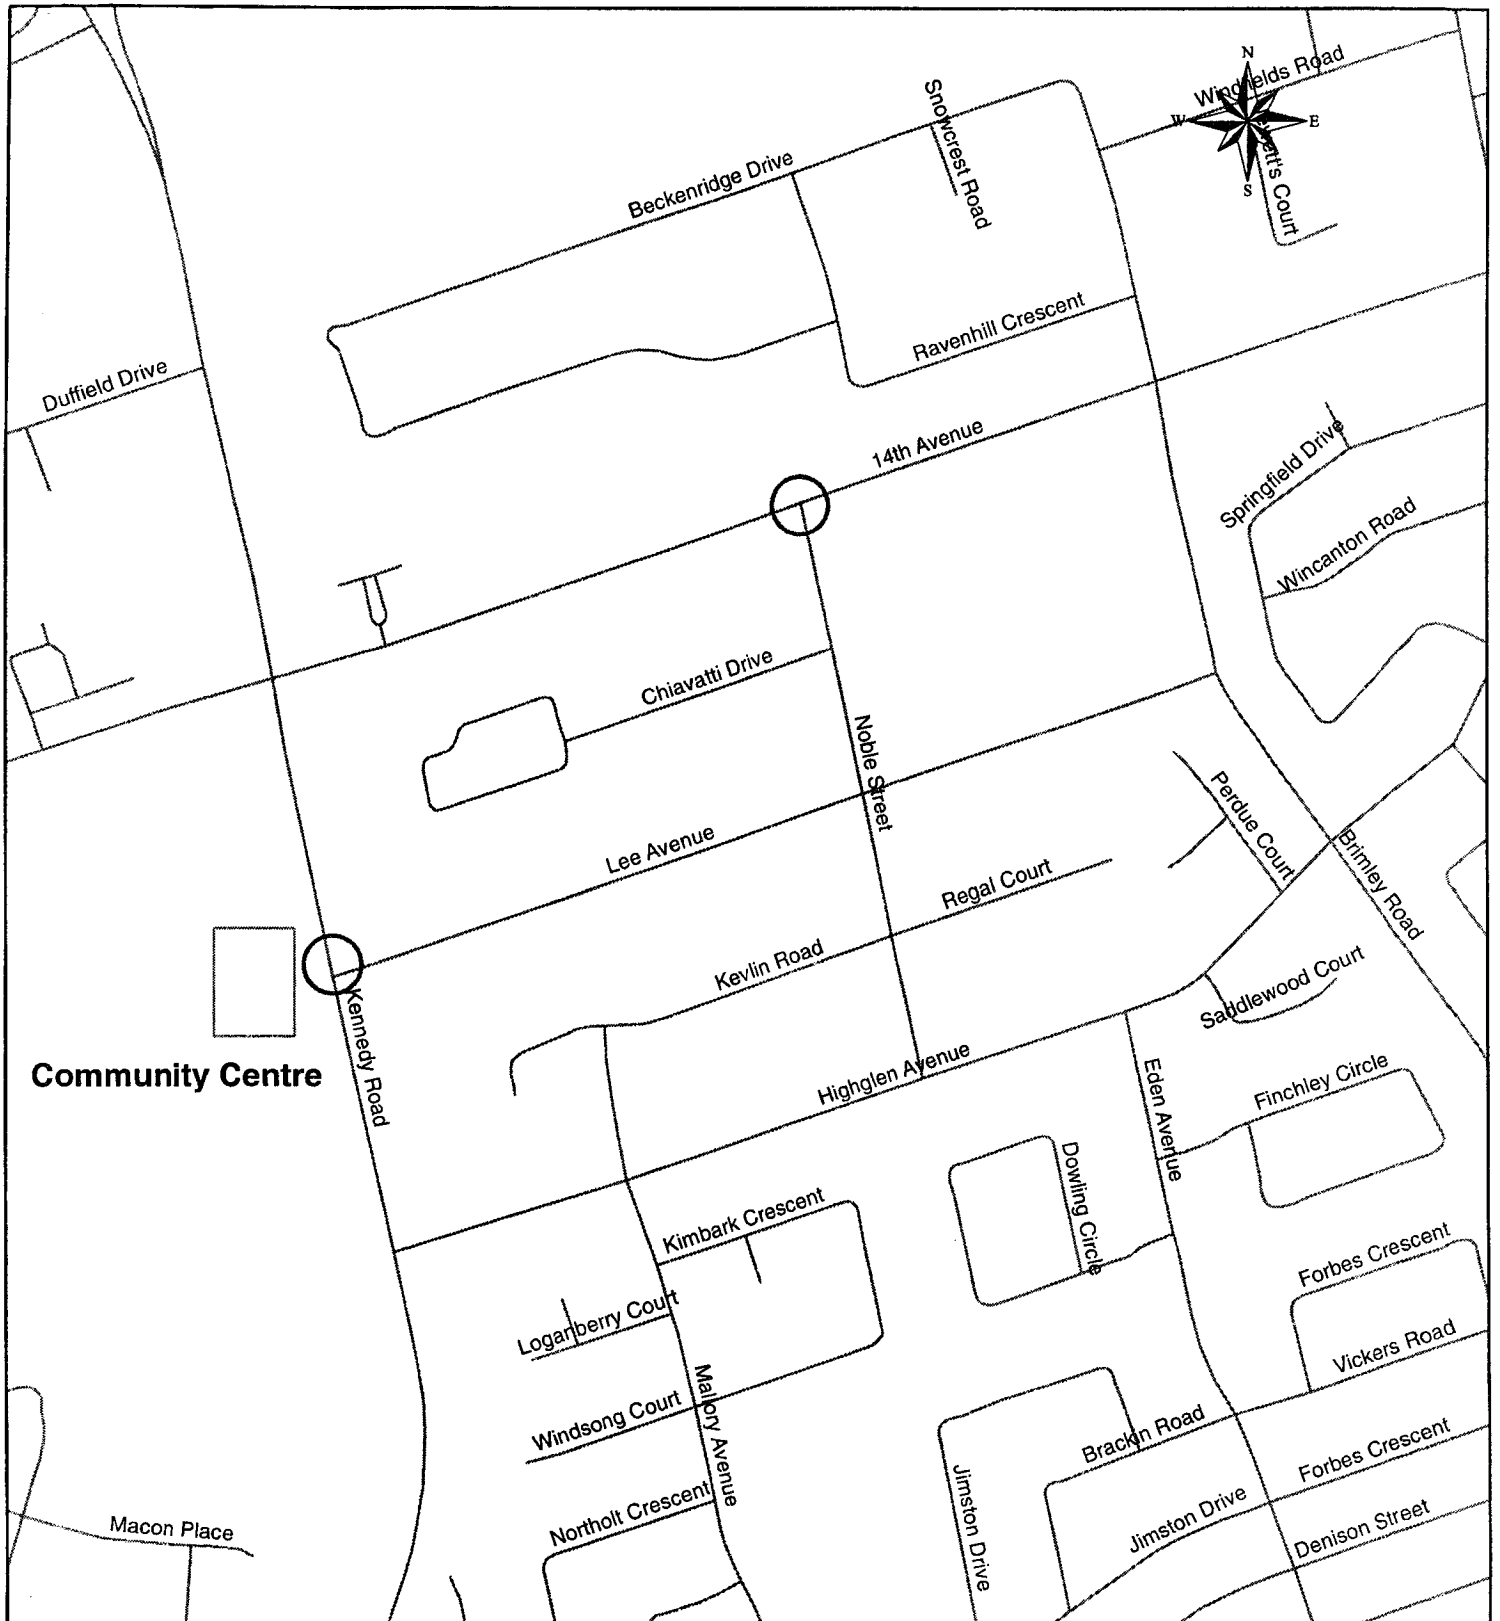 N
Windfields Road
W
E
S
Court
Snowcrest Road
Beckenridge Drive
Ravenhill Crescent
Duffield Drive
14th Avenue
Springfield Drive
Wincanton Road
Chiavatti Drive
Noble Street
Lee Avenue
Perdue Court
Brimley Road
Regal Court
Kevlin Road
Saddlewood Court
Kennedy Road
Community Centre
Highglen Avenue
Eden Avenue
Finchley Circle
Dowling Circle
Kimbark Crescent
Forbes Crescent
Loganberry Court
Vickers Road
Mallory Avenue
Windsong Court
Brackin Road
Forbes Crescent
Jimston Drive
Northolt Crescent
Jimston Drive
Denison Street
Macon Place